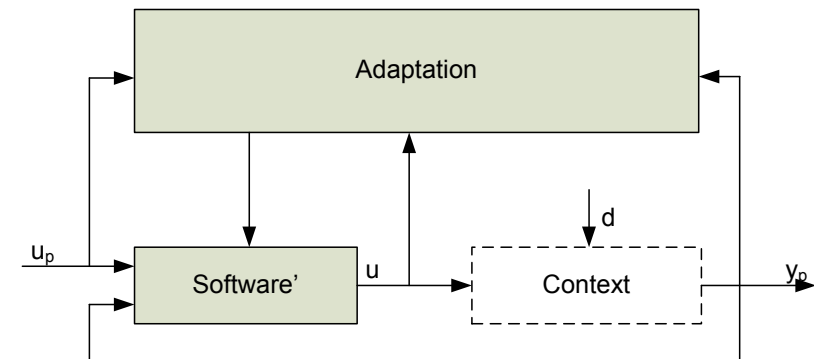 Adaptation
d
uₚ
Software’
u
Context
yₚ